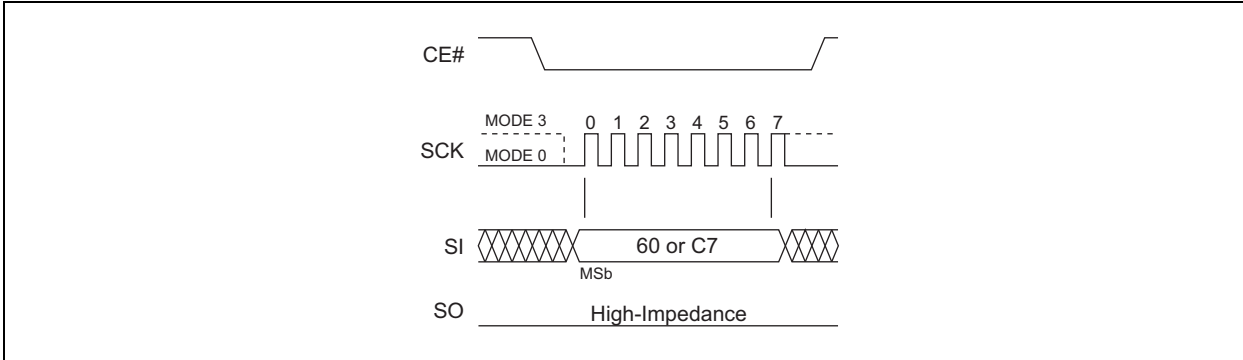 CE#
MODE 3
0 1 2 3 4 5 6 7
SCK
MODE 0
SI
60 or C7
MSb
SO
High-Impedance